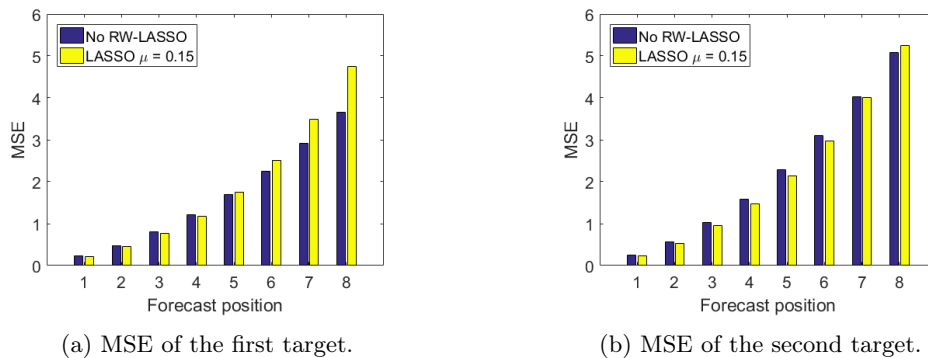 6
5
4
3
2
1
0
MSE
No RW-LASSO
LASSO μ = 0.15
1 2 3 4 5 6 7 8
Forecast position
(a) MSE of the first target.
6
5
4
3
2
1
0
MSE
No RW-LASSO
LASSO μ = 0.15
1 2 3 4 5 6 7 8
Forecast position
(b) MSE of the second target.